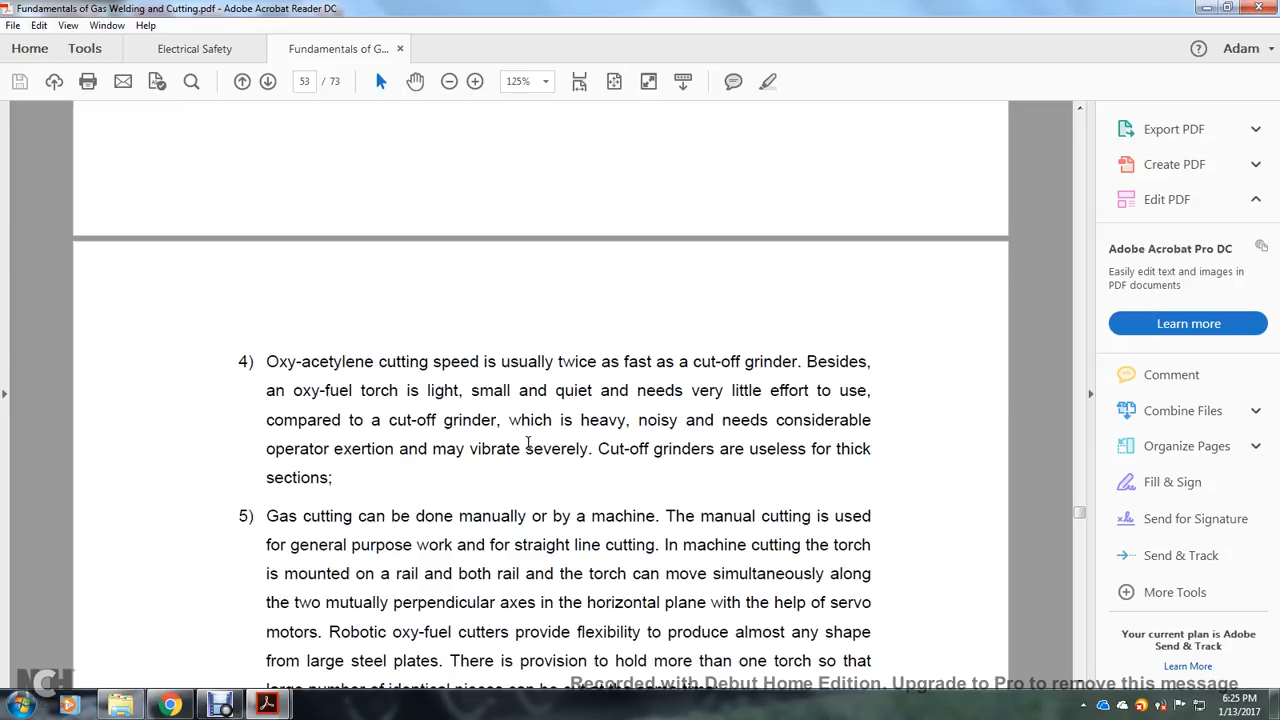 Fundamentals of Gas Welding and Cutting.pdf - Adobe Acrobat Reader DC
File Edit View Window Help
Home Tools Electrical Safety Fundamentals of G... × Adam
53 / 73 125%
Export PDF
Create PDF
Edit PDF
Adobe Acrobat Pro DC
Easily edit text and images in
PDF documents
Learn more
4) Oxy-acetylene cutting speed is usually twice as fast as a cut-off grinder. Besides,
an oxy-fuel torch is light, small and quiet and needs very little effort to use,
compared to a cut-off grinder, which is heavy, noisy and needs considerable
operator exertion and may vibrate severely. Cut-off grinders are useless for thick
sections;
5) Gas cutting can be done manually or by a machine. The manual cutting is used
for general purpose work and for straight line cutting. In machine cutting the torch
is mounted on a rail and both rail and the torch can move simultaneously along
the two mutually perpendicular axes in the horizontal plane with the help of servo
motors. Robotic oxy-fuel cutters provide flexibility to produce almost any shape
from large steel plates. There is provision to hold more than one torch so that
large number of identical pieces can be
Comment
Combine Files
Organize Pages
Fill & Sign
Send for Signature
Send & Track
More Tools
Your current plan is Adobe
Send & Track
Learn More
NCH
Recorded with Debut Home Edition. Upgrade to Pro to remove this message
6:25 PM
1/13/2017